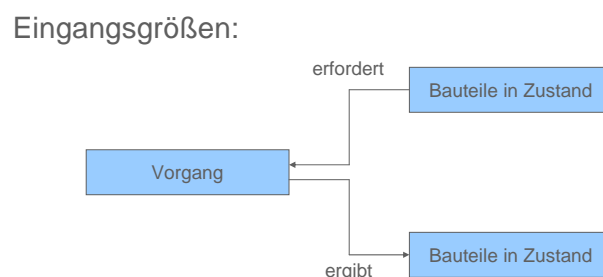 Eingangsgrößen:
erfordert
Bauteile in Zustand
Vorgang
Bauteile in Zustand
ergibt